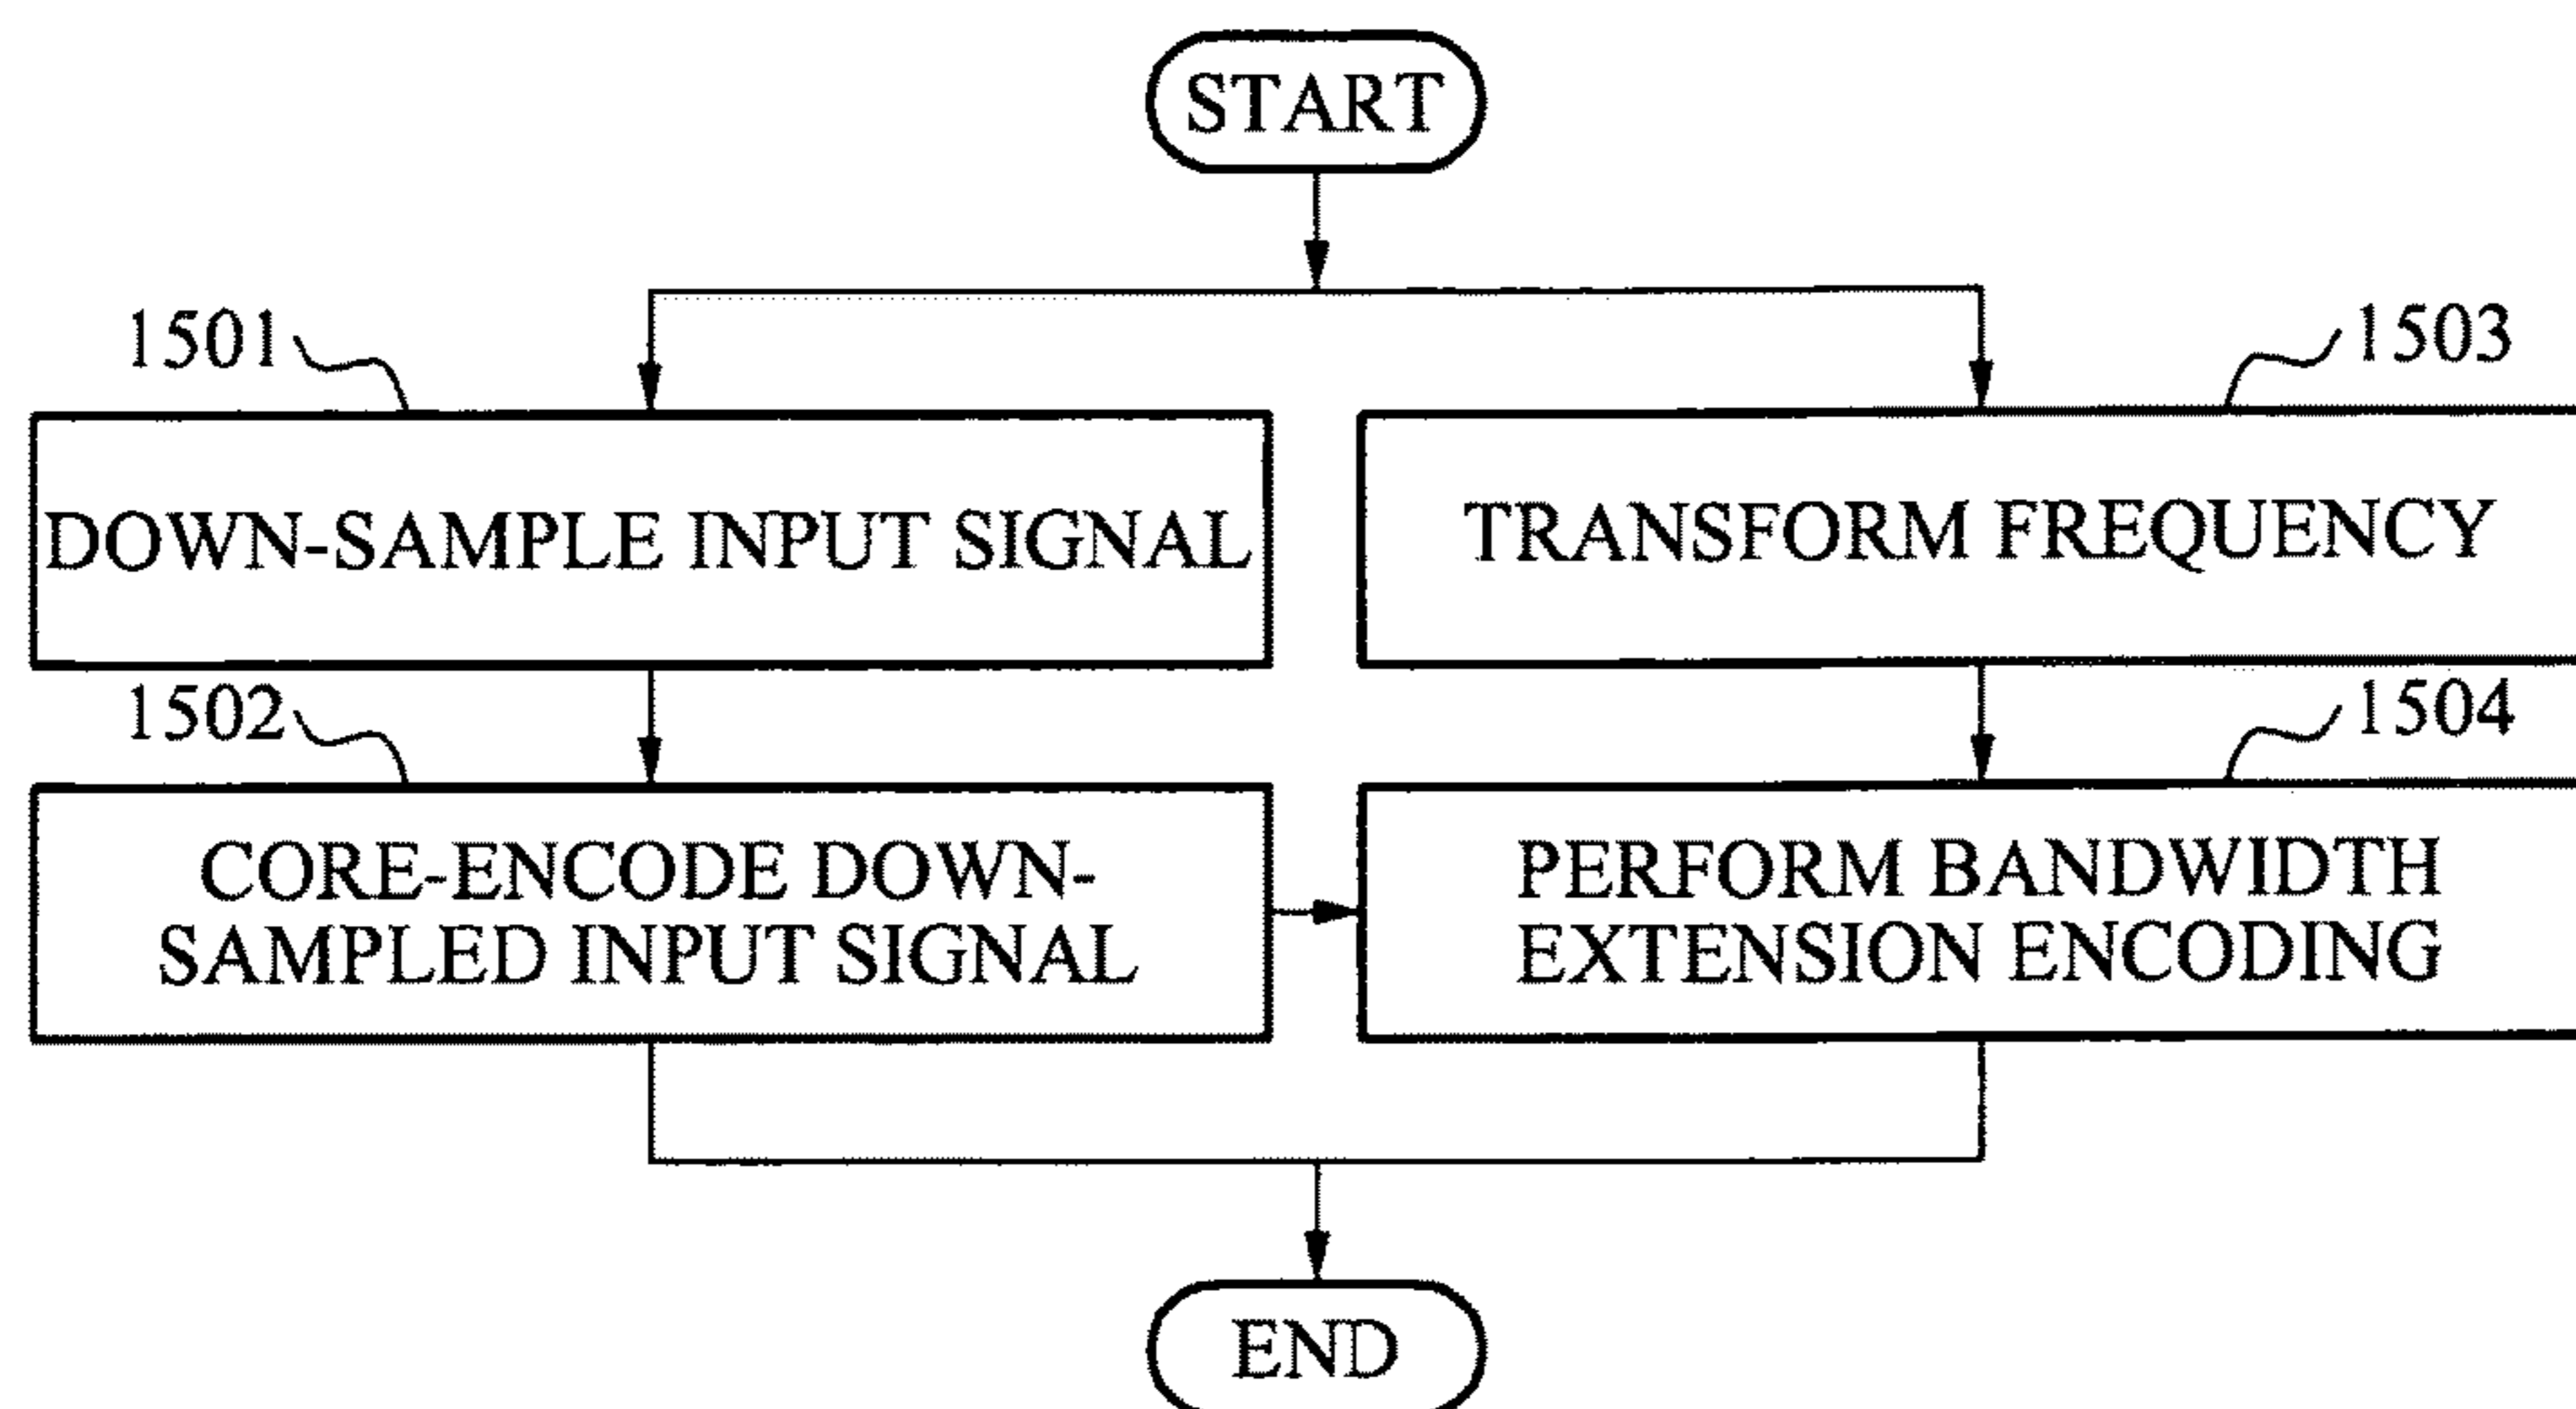 START
1501
1503
DOWN-SAMPLE INPUT SIGNAL
TRANSFORM FREQUENCY
1502
1504
CORE-ENCODE DOWN-
SAMPLED INPUT SIGNAL
PERFORM BANDWIDTH
EXTENSION ENCODING
END